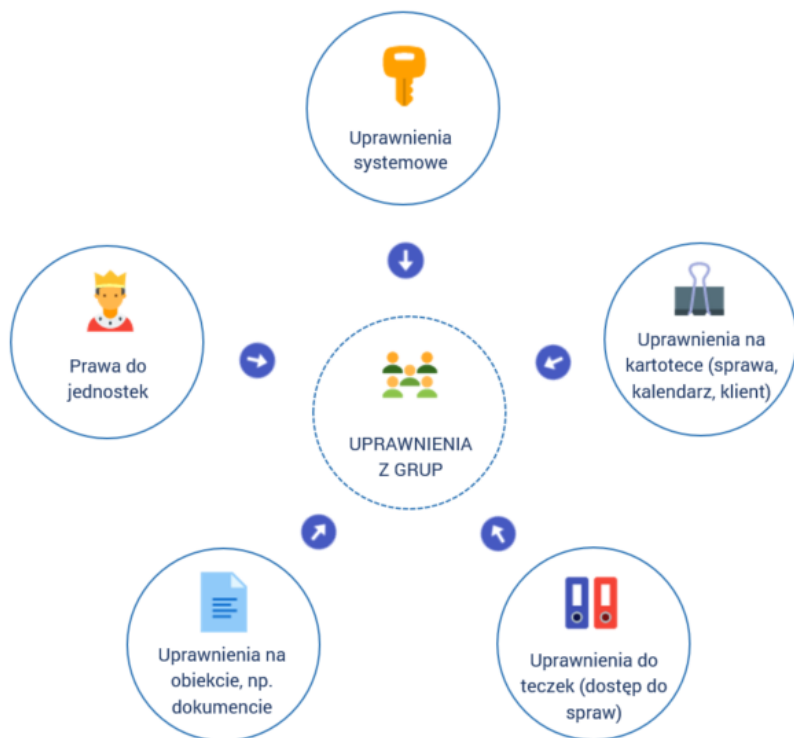 Uprawnienia
systemowe
Prawa do
jednostek
Uprawnienia na
kartotece (sprawa,
kalendarz, klient)
UPRAWNIENIA
Z GRUP
Uprawnienia na
obiekcie, np.
dokumencie
Uprawnienia do
teczek (dostęp do
spraw)